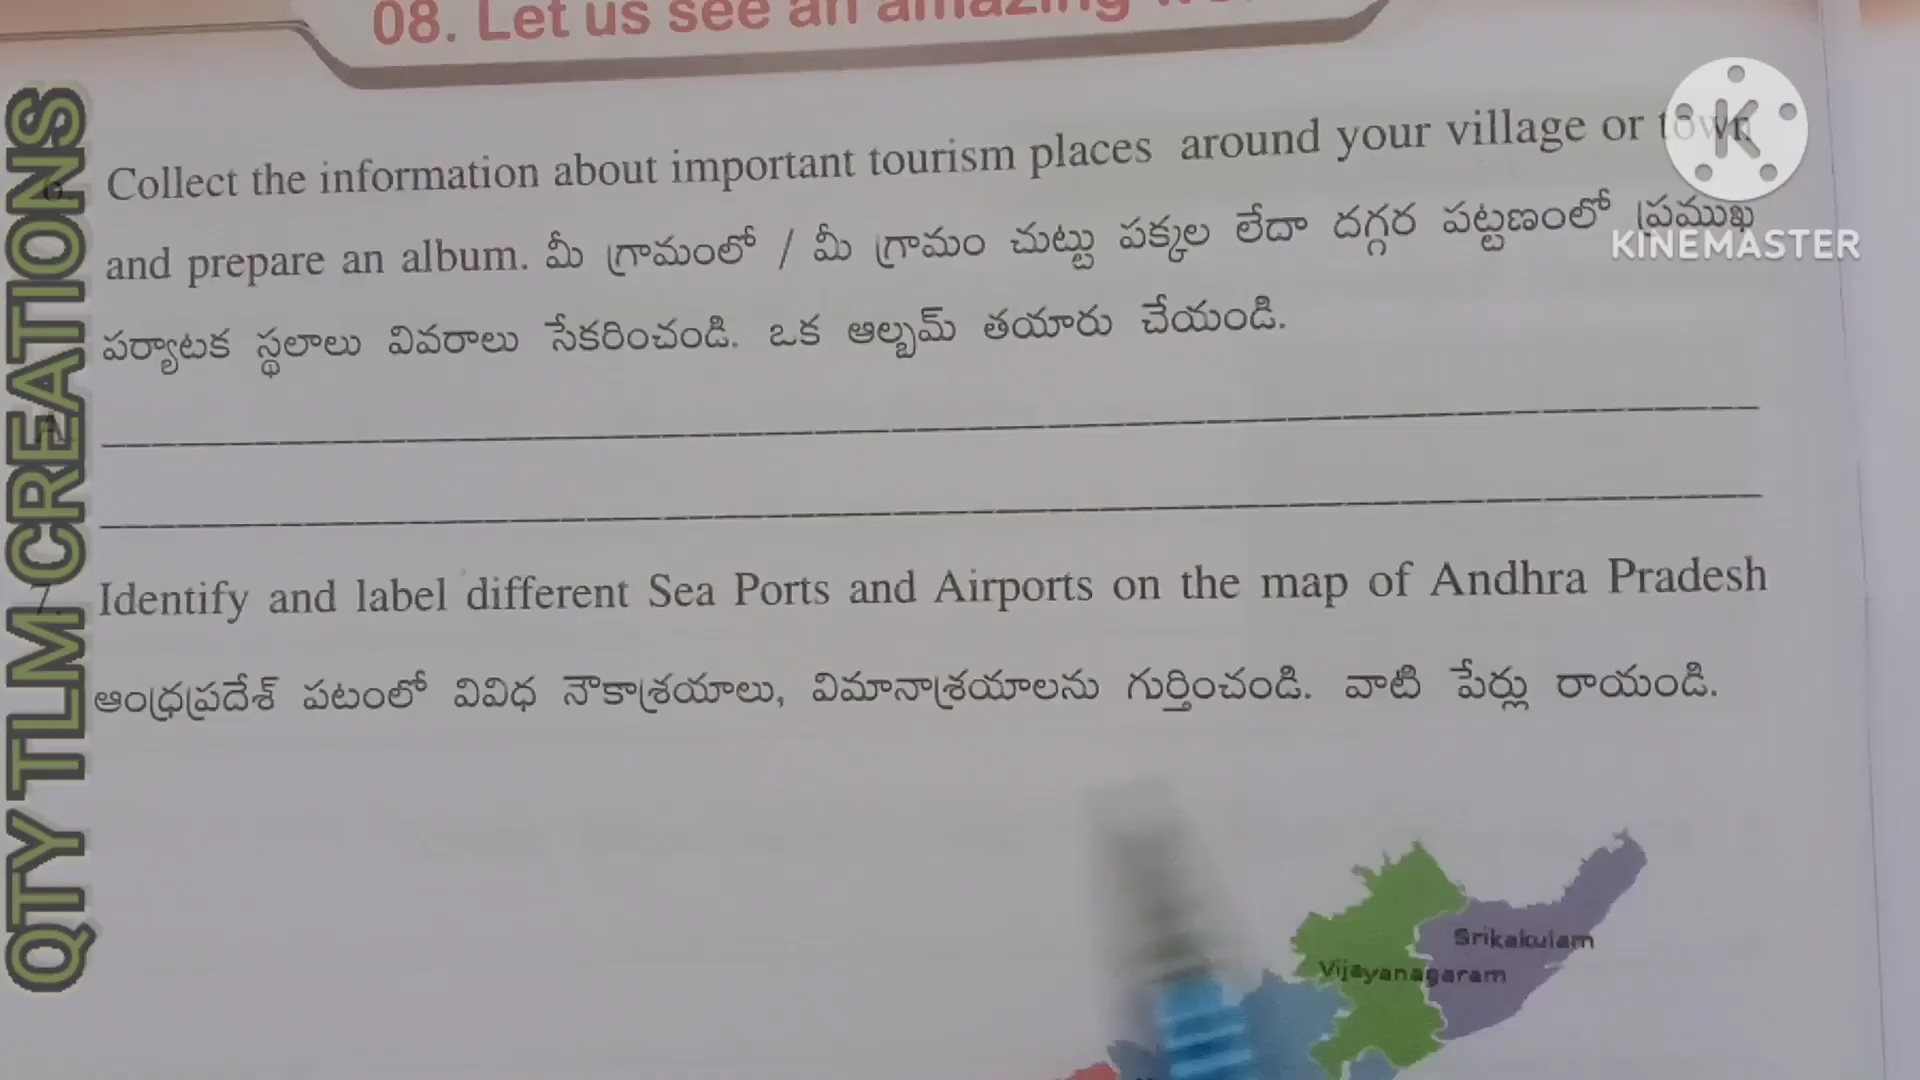 08. Let us see an amazing
6. Collect the information about important tourism places around your village or town
and prepare an album. మీ గ్రామంలో / మీ గ్రామం చుట్టు పక్కల లేదా దగ్గర పట్టణంలో ప్రముఖ
పర్యాటక స్థలాలు వివరాలు సేకరించండి. ఒక ఆల్బమ్ తయారు చేయండి.
A.
7. Identify and label different Sea Ports and Airports on the map of Andhra Pradesh
ఆంధ్రప్రదేశ్ పటంలో వివిధ నౌకాశ్రయాలు, విమానాశ్రయాలను గుర్తించండి. వాటి పేర్లు రాయండి.
Srikakulam
Vijayanagaram
QTY TLM CREATIONS
K
KINEMASTER